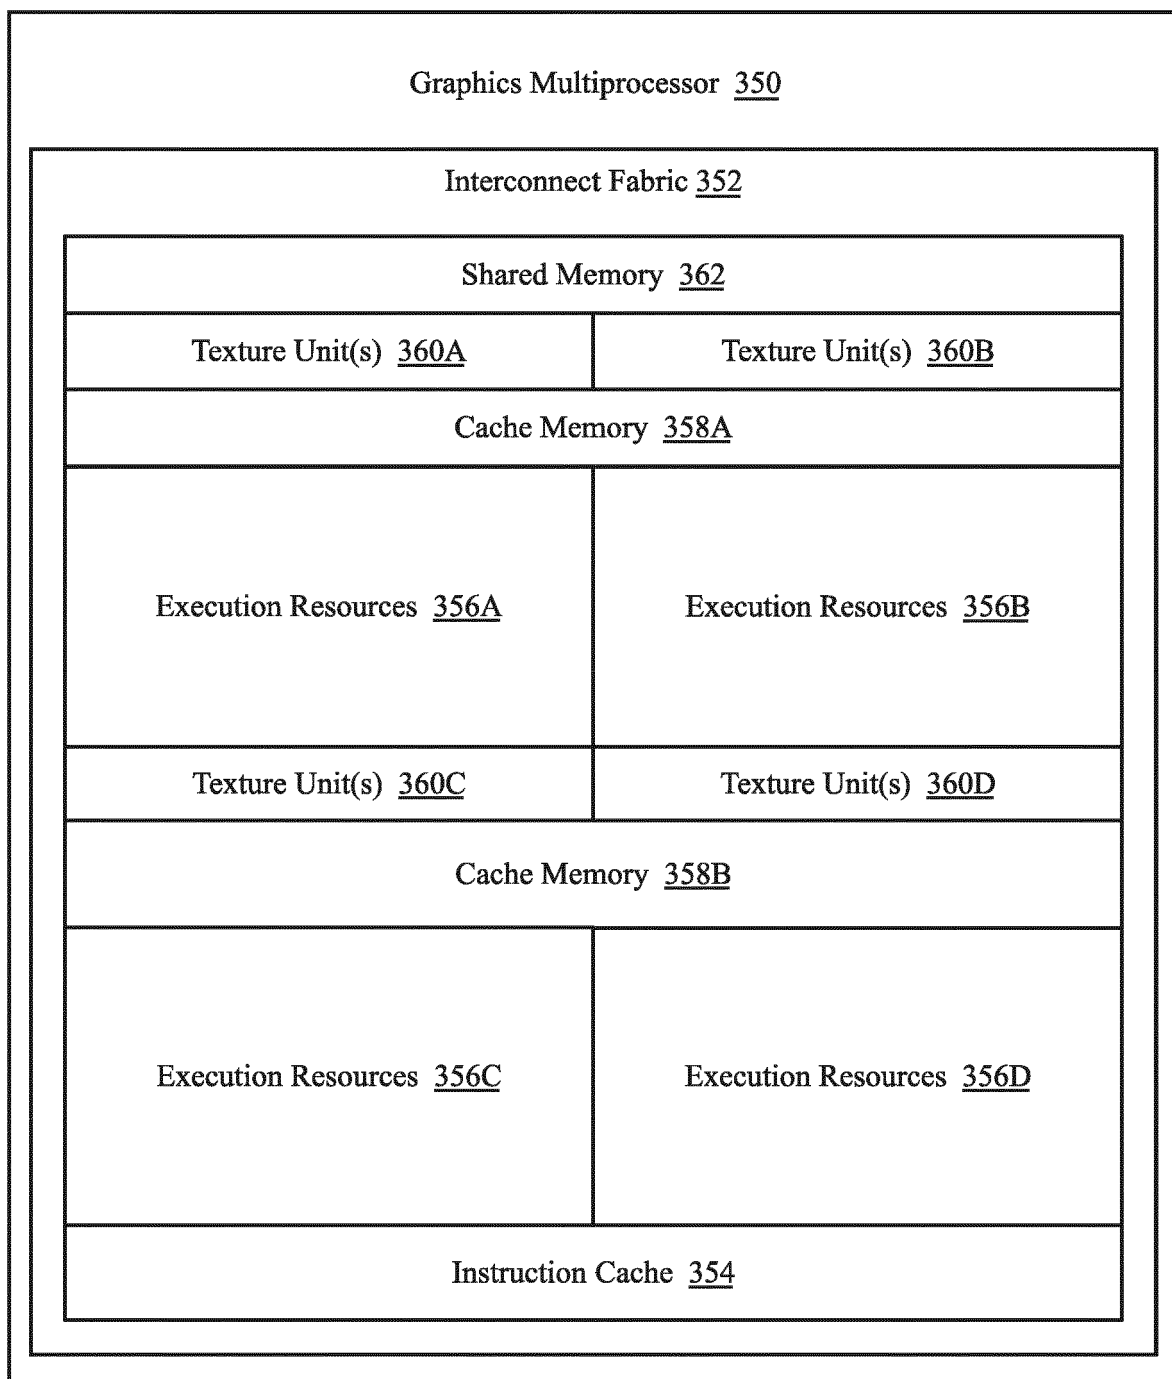 Graphics Multiprocessor 350
Interconnect Fabric 352
Shared Memory 362
Texture Unit(s) 360A
Texture Unit(s) 360B
Cache Memory 358A
Execution Resources 356A
Execution Resources 356B
Texture Unit(s) 360C
Texture Unit(s) 360D
Cache Memory 358B
Execution Resources 356C
Execution Resources 356D
Instruction Cache 354